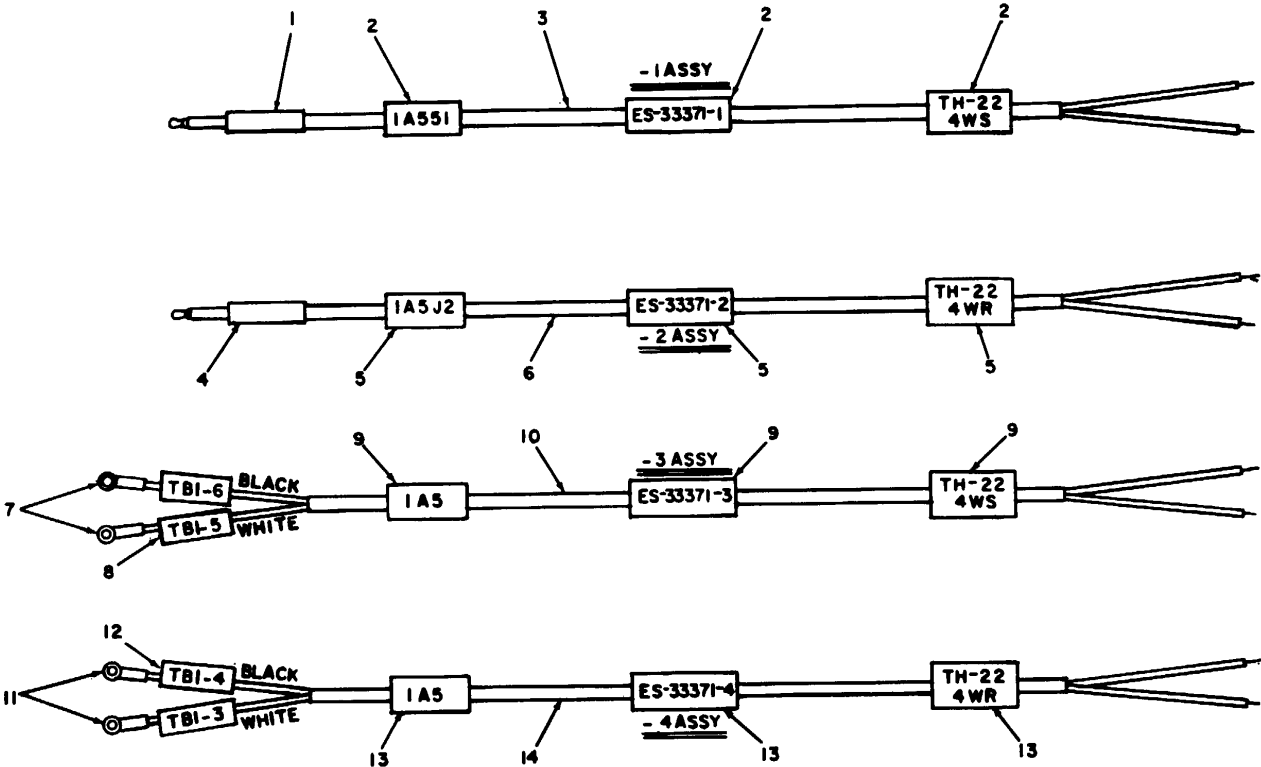 1
2
3
2
2
- 1 ASSY
1A551
ES-33371-1
TH-22
4WS
1A5J2
ES-33371-2
TH-22
4WR
- 2 ASSY
4
5
6
5
5
9
10
9
9
- 3 ASSY
7
TB1-6
BLACK
TB1-5
WHITE
1A5
ES-33371-3
TH-22
4WS
8
12
11
TB1-4
BLACK
TB1-3
WHITE
1A5
ES-33371-4
TH-22
4WR
- 4 ASSY
13
14
13
13